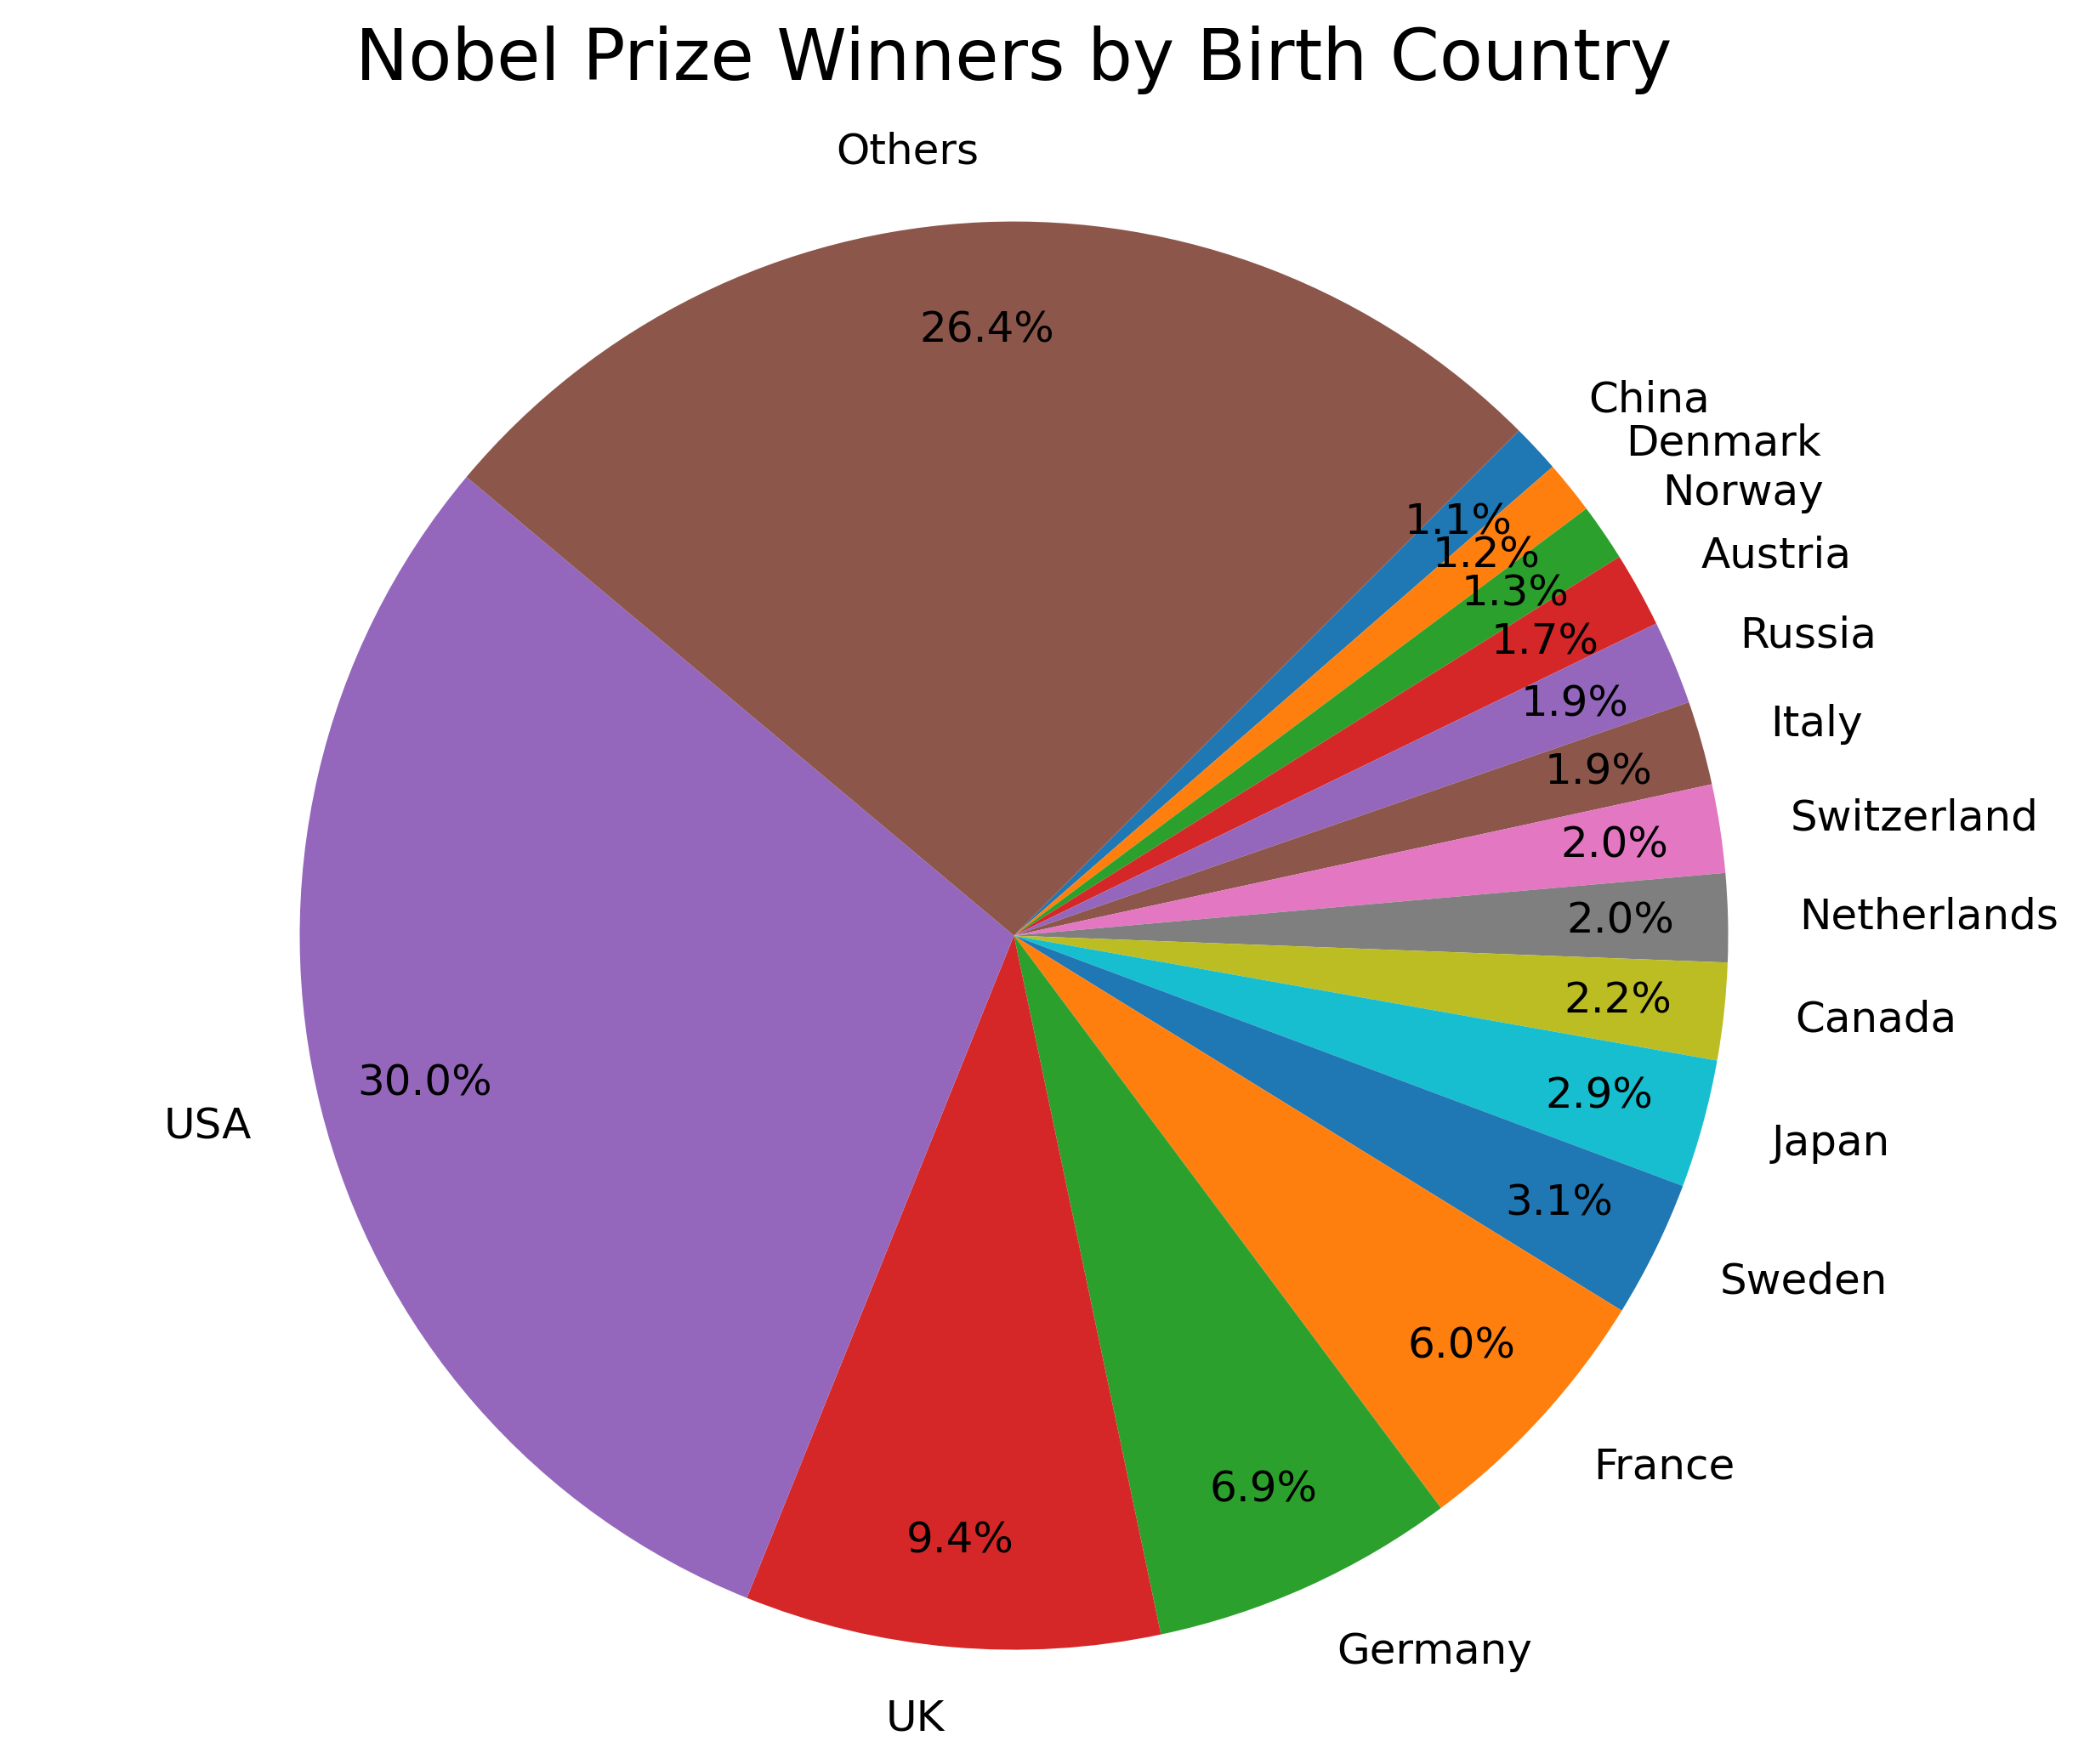 Nobel Prize Winners by Birth Country
Others
26.4%
China
1.1%
Denmark
1.2%
Norway
1.3%
Austria
1.7%
Russia
1.9%
Italy
1.9%
Switzerland
2.0%
Netherlands
2.0%
Canada
2.2%
Japan
2.9%
Sweden
3.1%
France
6.0%
Germany
6.9%
UK
9.4%
USA
30.0%